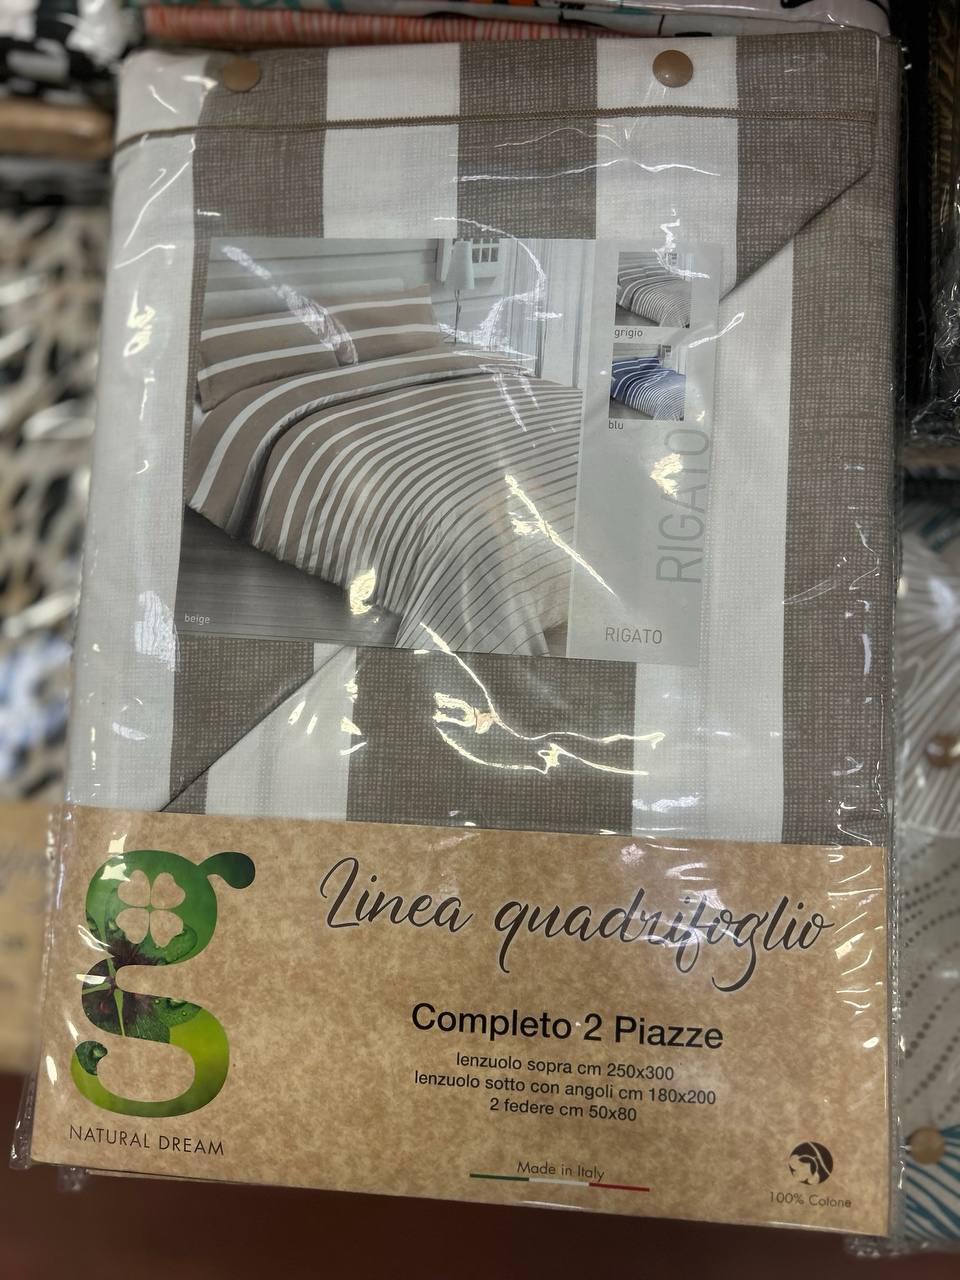 grigio
blu
RIGATO
beige
RIGATO
Linea quadrifoglio
Completo 2 Piazze
lenzuolo sopra cm 250x300
lenzuolo sotto con angoli cm 180x200
2 federe cm 50x80
NATURAL DREAM
Made in Italy
100% Cotone